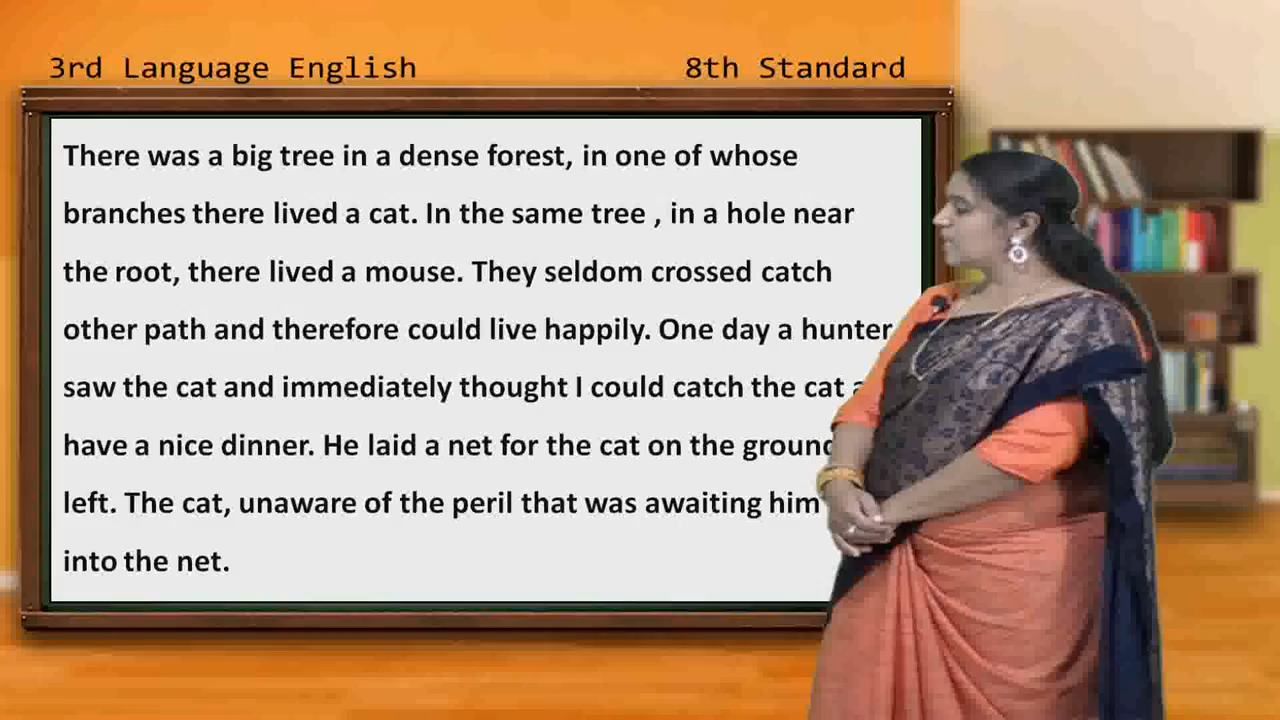 3rd Language English 8th Standard
There was a big tree in a dense forest, in one of whose
branches there lived a cat. In the same tree , in a hole near
the root, there lived a mouse. They seldom crossed catch
other path and therefore could live happily. One day a hunter
saw the cat and immediately thought I could catch the cat
have a nice dinner. He laid a net for the cat on the ground
left. The cat, unaware of the peril that was awaiting him
into the net.